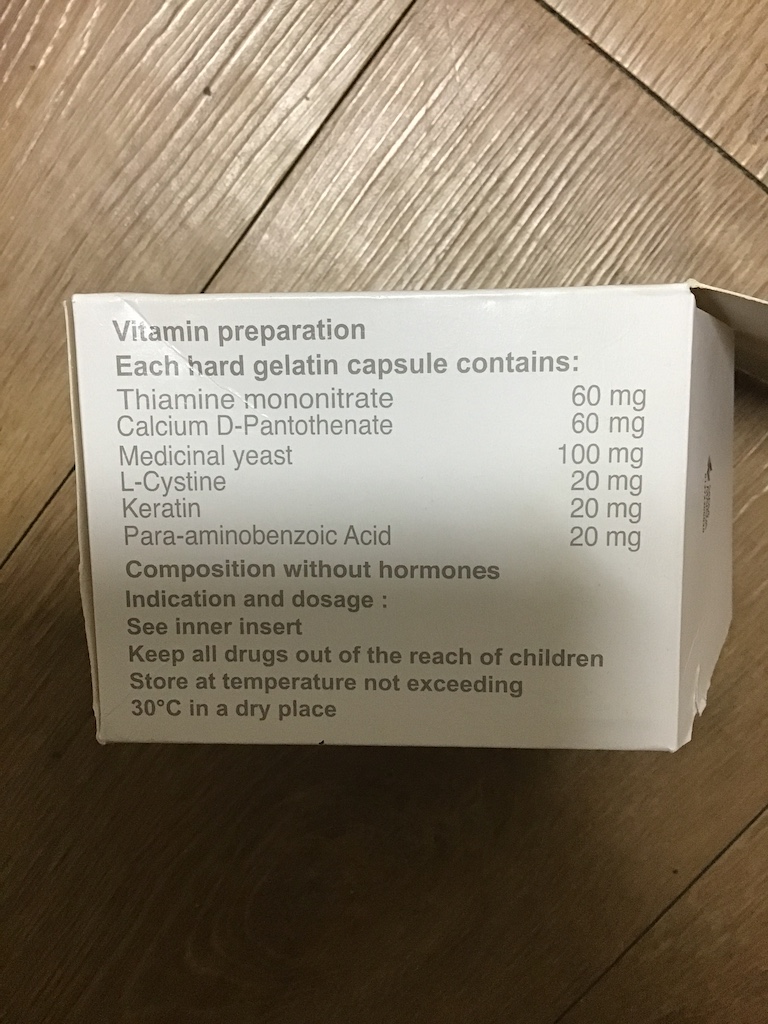 Vitamin preparation
Each hard gelatin capsule contains:
Thiamine mononitrate 60 mg
Calcium D-Pantothenate 60 mg
Medicinal yeast 100 mg
L-Cystine 20 mg
Keratin 20 mg
Para-aminobenzoic Acid 20 mg
Composition without hormones
Indication and dosage :
See inner insert
Keep all drugs out of the reach of children
Store at temperature not exceeding
30°C in a dry place